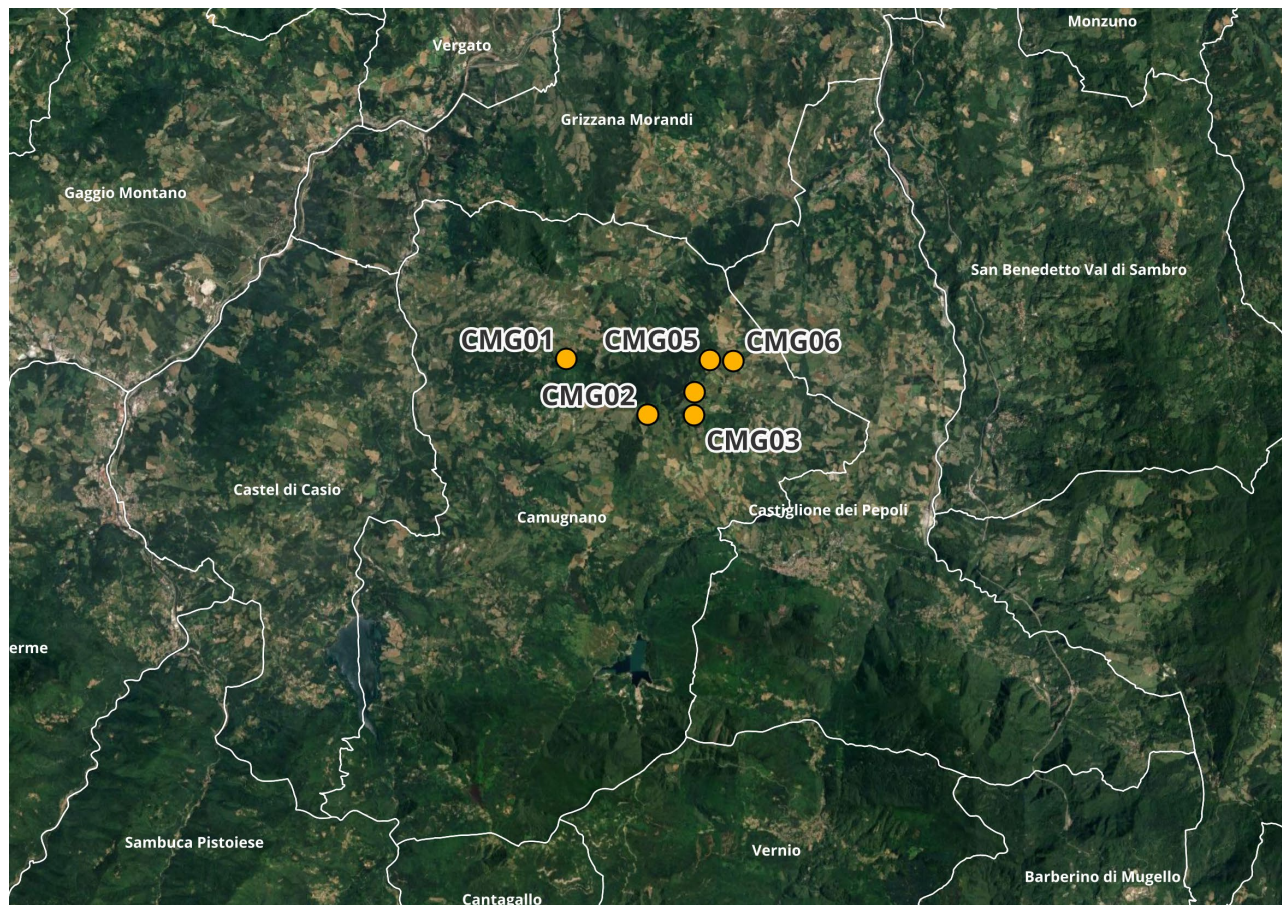 Monzuno
Vergato
Grizzana Morandi
Gaggio Montano
San Benedetto Val di Sambro
CMG01
CMG05
CMG06
CMG02
CMG03
Castel di Casio
Castiglione dei Pepoli
Camugnano
erme
Sambuca Pistoiese
Vernio
Barberino di Mugello
Cantagallo